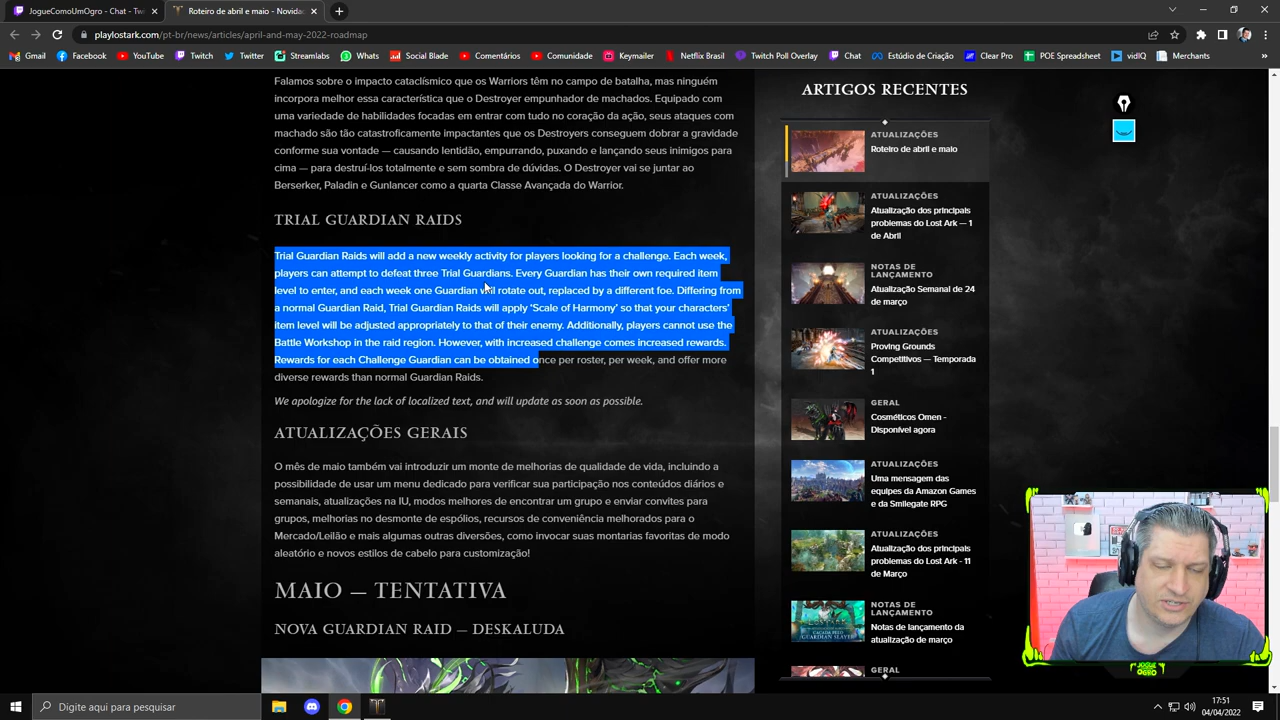 JogueComoUmOgro - Chat - Twitc
Roteiro de abril e maio - Novidades
playlostark.com/pt-br/news/articles/april-and-may-2022-roadmap
Gmail
Facebook
YouTube
Twitch
Twitter
Streamlabs
Whats
Social Blade
Comentários
Comunidade
Keymailer
Netflix Brasil
Twitch Poll Overlay
Chat
Estúdio de Criação
Clear Pro
POE Spreedsheet
vidIQ
Merchants
Falamos sobre o impacto cataclísmico que os Warriors têm no campo de batalha, mas ninguém
incorpora melhor essa característica que o Destroyer empunhador de machados. Equipado com
uma variedade de habilidades focadas em entrar com tudo no coração da ação, seus ataques com
machado são tão catastroficamente impactantes que os Destroyers conseguem dobrar a gravidade
conforme sua vontade — causando lentidão, empurrando, puxando e lançando seus inimigos para
cima — para destruí-los totalmente e sem sombra de dúvidas. O Destroyer vai se juntar ao
Berserker, Paladin e Gunlancer como a quarta Classe Avançada do Warrior.
TRIAL GUARDIAN RAIDS
Trial Guardian Raids will add a new weekly activity for players looking for a challenge. Each week,
players can attempt to defeat three Trial Guardians. Every Guardian has their own required item
level to enter, and each week one Guardian will rotate out, replaced by a different foe. Differing from
a normal Guardian Raid, Trial Guardian Raids will apply 'Scale of Harmony' so that your characters'
item level will be adjusted appropriately to that of their enemy. Additionally, players cannot use the
Battle Workshop in the raid region. However, with increased challenge comes increased rewards.
Rewards for each Challenge Guardian can be obtained once per roster, per week, and offer more
diverse rewards than normal Guardian Raids.
We apologize for the lack of localized text, and will update as soon as possible.
ATUALIZAÇÕES GERAIS
O mês de maio também vai introduzir um monte de melhorias de qualidade de vida, incluindo a
possibilidade de usar um menu dedicado para verificar sua participação nos conteúdos diários e
semanais, atualizações na IU, modos melhores de encontrar um grupo e enviar convites para
grupos, melhorias no desmonte de espólios, recursos de conveniência melhorados para o
Mercado/Leilão e mais algumas outras diversões, como invocar suas montarias favoritas de modo
aleatório e novos estilos de cabelo para customização!
MAIO — TENTATIVA
NOVA GUARDIAN RAID — DESKALUDA
ARTIGOS RECENTES
ATUALIZAÇÕES
Roteiro de abril e maio
ATUALIZAÇÕES
Atualização dos principais
problemas do Lost Ark — 1
de Abril
NOTAS DE
LANÇAMENTO
Atualização Semanal de 24
de março
ATUALIZAÇÕES
Proving Grounds
Competitivos — Temporada
1
GERAL
Cosméticos Omen -
Disponível agora
ATUALIZAÇÕES
Uma mensagem das
equipes da Amazon Games
e da Smilegate RPG
ATUALIZAÇÕES
Atualização dos principais
problemas do Lost Ark - 11
de Março
NOTAS DE
LANÇAMENTO
Notas de lançamento da
atualização de março
GERAL
Digite aqui para pesquisar
17:51
04/04/2022